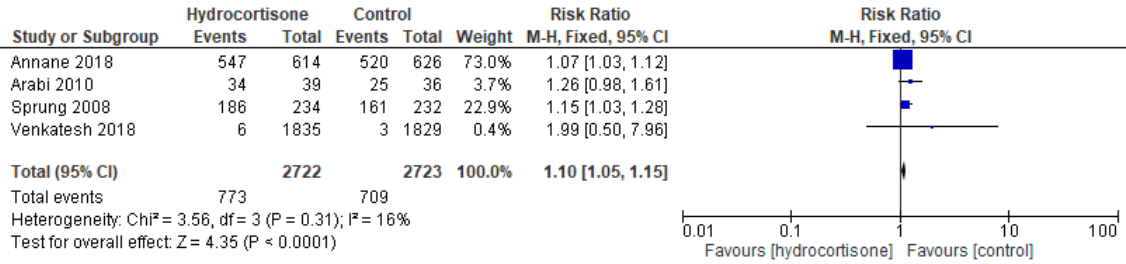 Hydrocortisone Control Risk Ratio Risk Ratio
Study or Subgroup Events Total Events Total Weight M-H, Fixed, 95% CI M-H, Fixed, 95% CI
Annane 2018 547 614 520 626 73.0% 1.07 [1.03, 1.12]
Arabi 2010 34 39 25 36 3.7% 1.26 [0.98, 1.61]
Sprung 2008 186 234 161 232 22.9% 1.15 [1.03, 1.28]
Venkatesh 2018 6 1835 3 1829 0.4% 1.99 [0.50, 7.96]
Total (95% CI) 2722 2723 100.0% 1.10 [1.05, 1.15]
Total events 773 709
Heterogeneity: Chi² = 3.56, df = 3 (P = 0.31); I² = 16%
Test for overall effect: Z = 4.35 (P < 0.0001)
0.01 0.1 1 10 100
Favours [hydrocortisone] Favours [control]